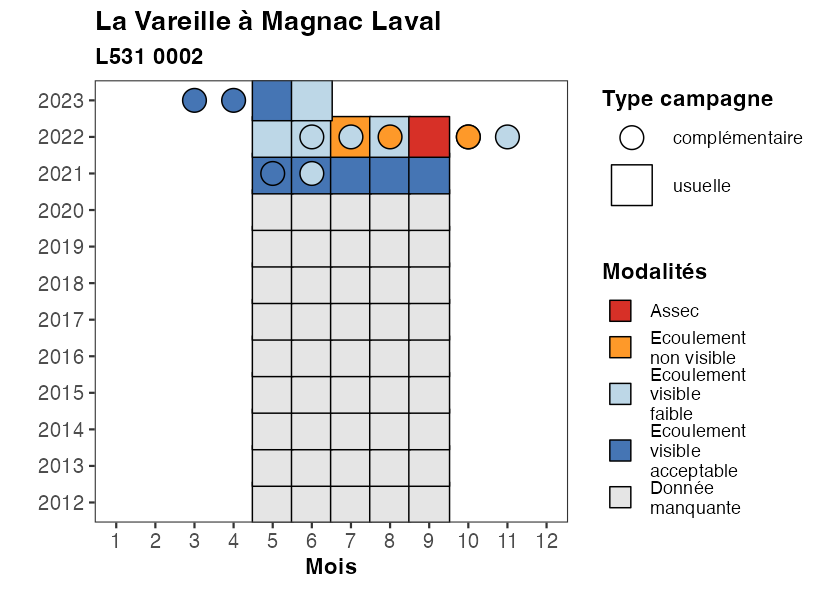 La Vareille à Magnac Laval
L531 0002
2023
2022
2021
2020
2019
2018
2017
2016
2015
2014
2013
2012
1 2 3 4 5 6 7 8 9 10 11 12
Mois
Type campagne
complémentaire
usuelle
Modalités
Assec
Ecoulement
non visible
Ecoulement
visible
faible
Ecoulement
visible
acceptable
Donnée
manquante